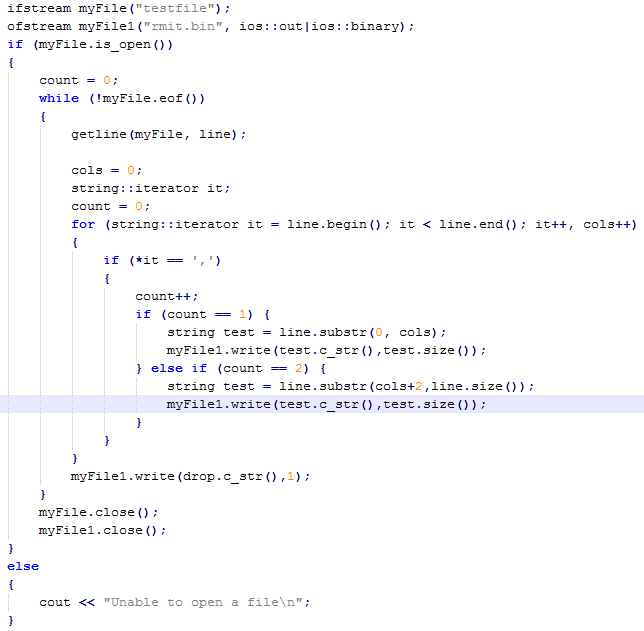 ifstream myFile("testfile");
ofstream myFile1("rmit.bin", ios::out|ios::binary);
if (myFile.is_open())
{
    count = 0;
    while (!myFile.eof())
    {
        getline(myFile, line);

        cols = 0;
        string::iterator it;
        count = 0;
        for (string::iterator it = line.begin(); it < line.end(); it++, cols++)
        {
            if (*it == ',')
            {
                count++;
                if (count == 1) {
                    string test = line.substr(0, cols);
                    myFile1.write(test.c_str(),test.size());
                } else if (count == 2) {
                    string test = line.substr(cols+2,line.size());
                    myFile1.write(test.c_str(),test.size());
                }
            }
        }
        myFile1.write(drop.c_str(),1);
    }
    myFile.close();
    myFile1.close();
}
else
{
    cout << "Unable to open a file\n";
}